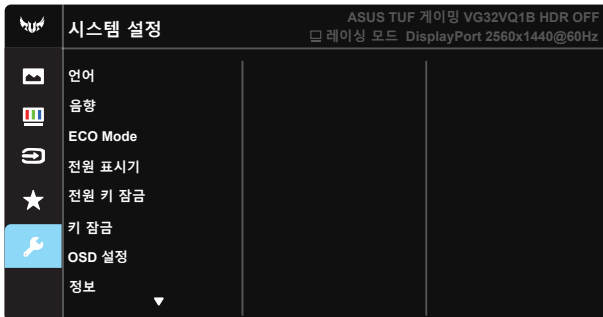 시스템 설정
ASUS TUF 게이밍 VG32VQ1B HDR OFF
레이싱 모드 DisplayPort 2560x1440@60Hz
언어
음향
ECO Mode
전원 표시기
전원 키 잠금
키 잠금
OSD 설정
정보